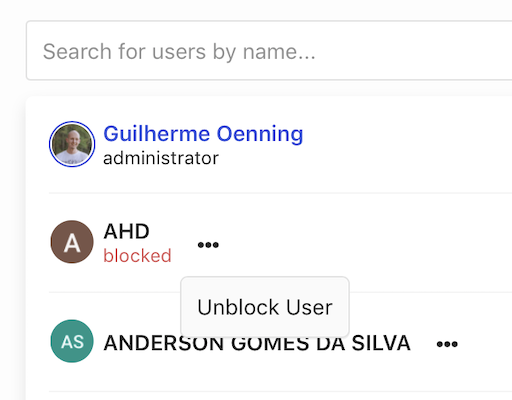 Search for users by name...
Guilherme Oenning
administrator
A
AHD
blocked
Unblock User
AS
ANDERSON GOMES DA SILVA